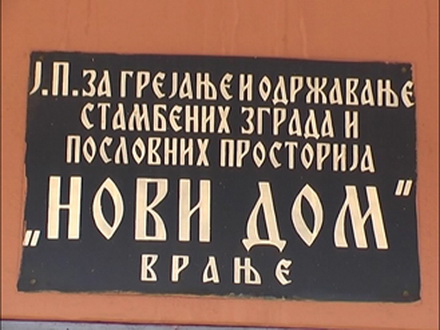 Ј.П. ЗА ГРЕЈАЊЕ И ОДРЖАВАЊЕ
СТАМБЕНИХ ЗГРАДА И
ПОСЛОВНИХ ПРОСТОРИЈА
„НОВИ ДОМ“
ВРАЊЕ